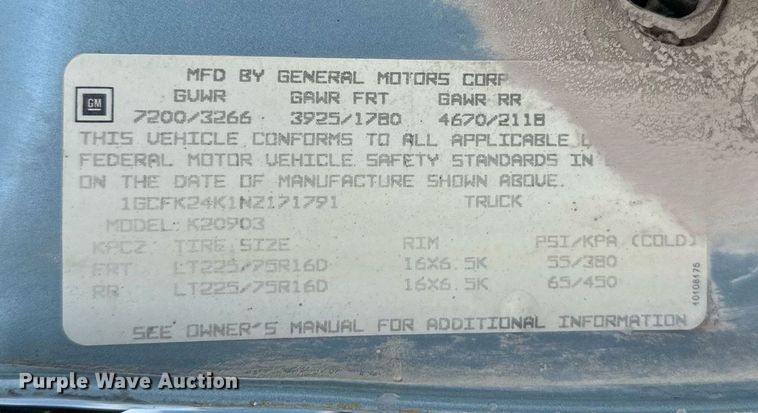 MFD BY GENERAL MOTORS CORP
GM
GVWR GAWR FRT GAWR RR
7200/3266 3925/1780 4670/2118
THIS VEHICLE CONFORMS TO ALL APPLICABLE
FEDERAL MOTOR VEHICLE SAFETY STANDARDS IN
ON THE DATE OF MANUFACTURE SHOWN ABOVE.
1GCFK24K1NZ171791 TRUCK
MODEL: K20903
KPCZ TIRE SIZE RIM PSI/KPA (COLD)
FRT LT225/75R16D 16X6.5K 55/380
RR LT225/75R16D 16X6.5K 65/450
SEE OWNER'S MANUAL FOR ADDITIONAL INFORMATION
10108175
Purple Wave Auction